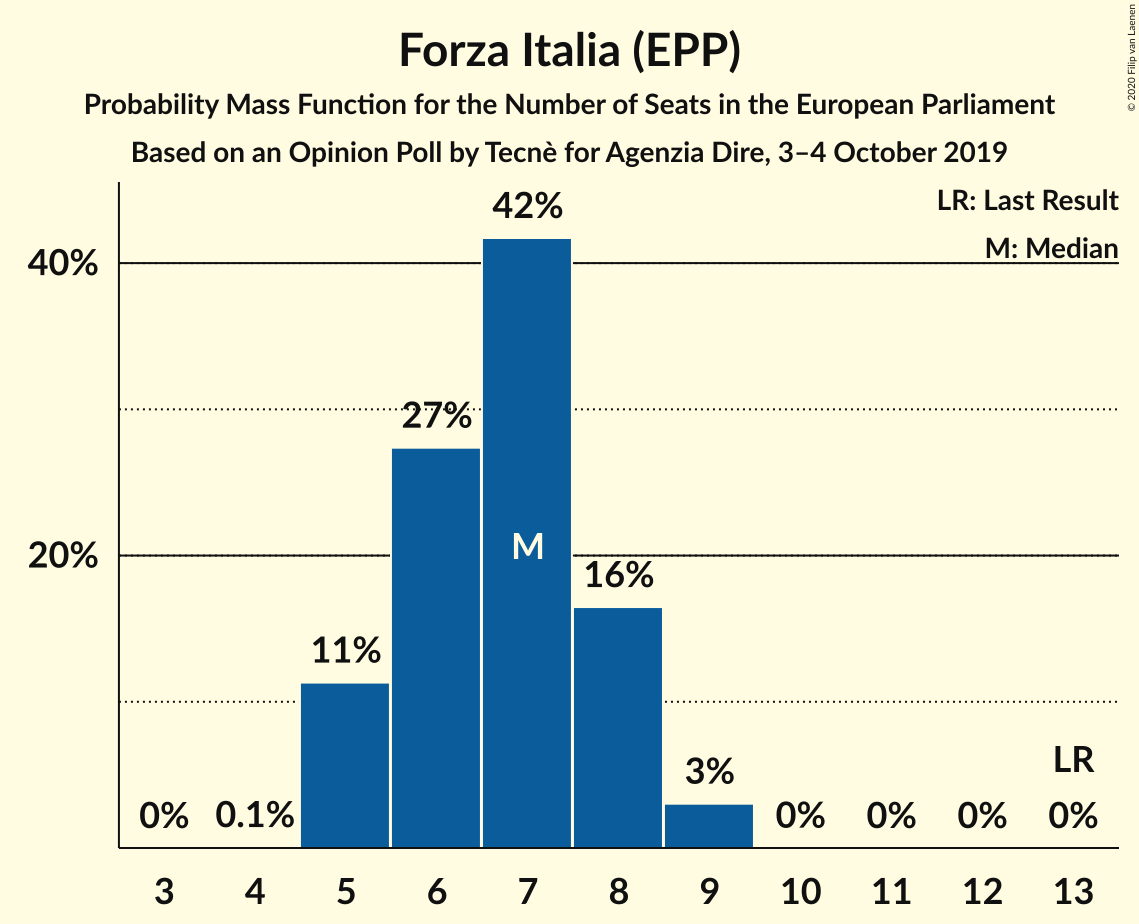 Forza Italia (EPP)
Probability Mass Function for the Number of Seats in the European Parliament
Based on an Opinion Poll by Tecnè for Agenzia Dire, 3–4 October 2019
© 2020 Filip van Laenen
LR: Last Result
M: Median
42%
40%
27%
M
20%
16%
11%
3%
LR
0% 0.1% 0% 0% 0% 0%
3 4 5 6 7 8 9 10 11 12 13